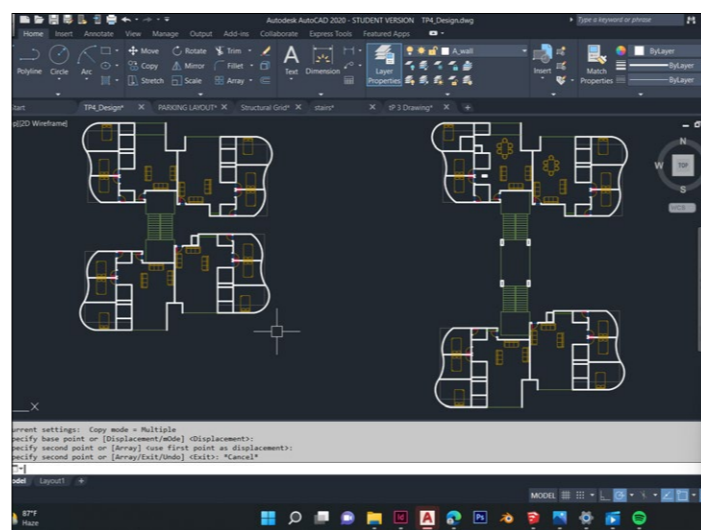 Autodesk AutoCAD 2020 - STUDENT VERSION TP4_Design.dwg
Type a keyword or phrase
Home Insert Annotate View Manage Output Add-ins Collaborate Express Tools Featured Apps
Move Rotate Trim A_wall ByLayer
Polyline Circle Arc Copy Mirror Fillet Text Dimension Layer Properties Insert Match Properties ByLayer
Stretch Scale Array ByLayer
TP4_Design* PARKING LAYOUT* Structural Grid* stairs* tP 3 Drawing*
[2D Wireframe]
N
W TOP
S
X
urrent settings: Copy mode = Multiple
pecify base point or [Displacement/mOde] <Displacement>:
pecify second point or [Array] <use first point as displacement>:
pecify second point or [Array/Exit/Undo] <Exit>: *Cancel*
odel Layout1
MODEL
87°F
Haze